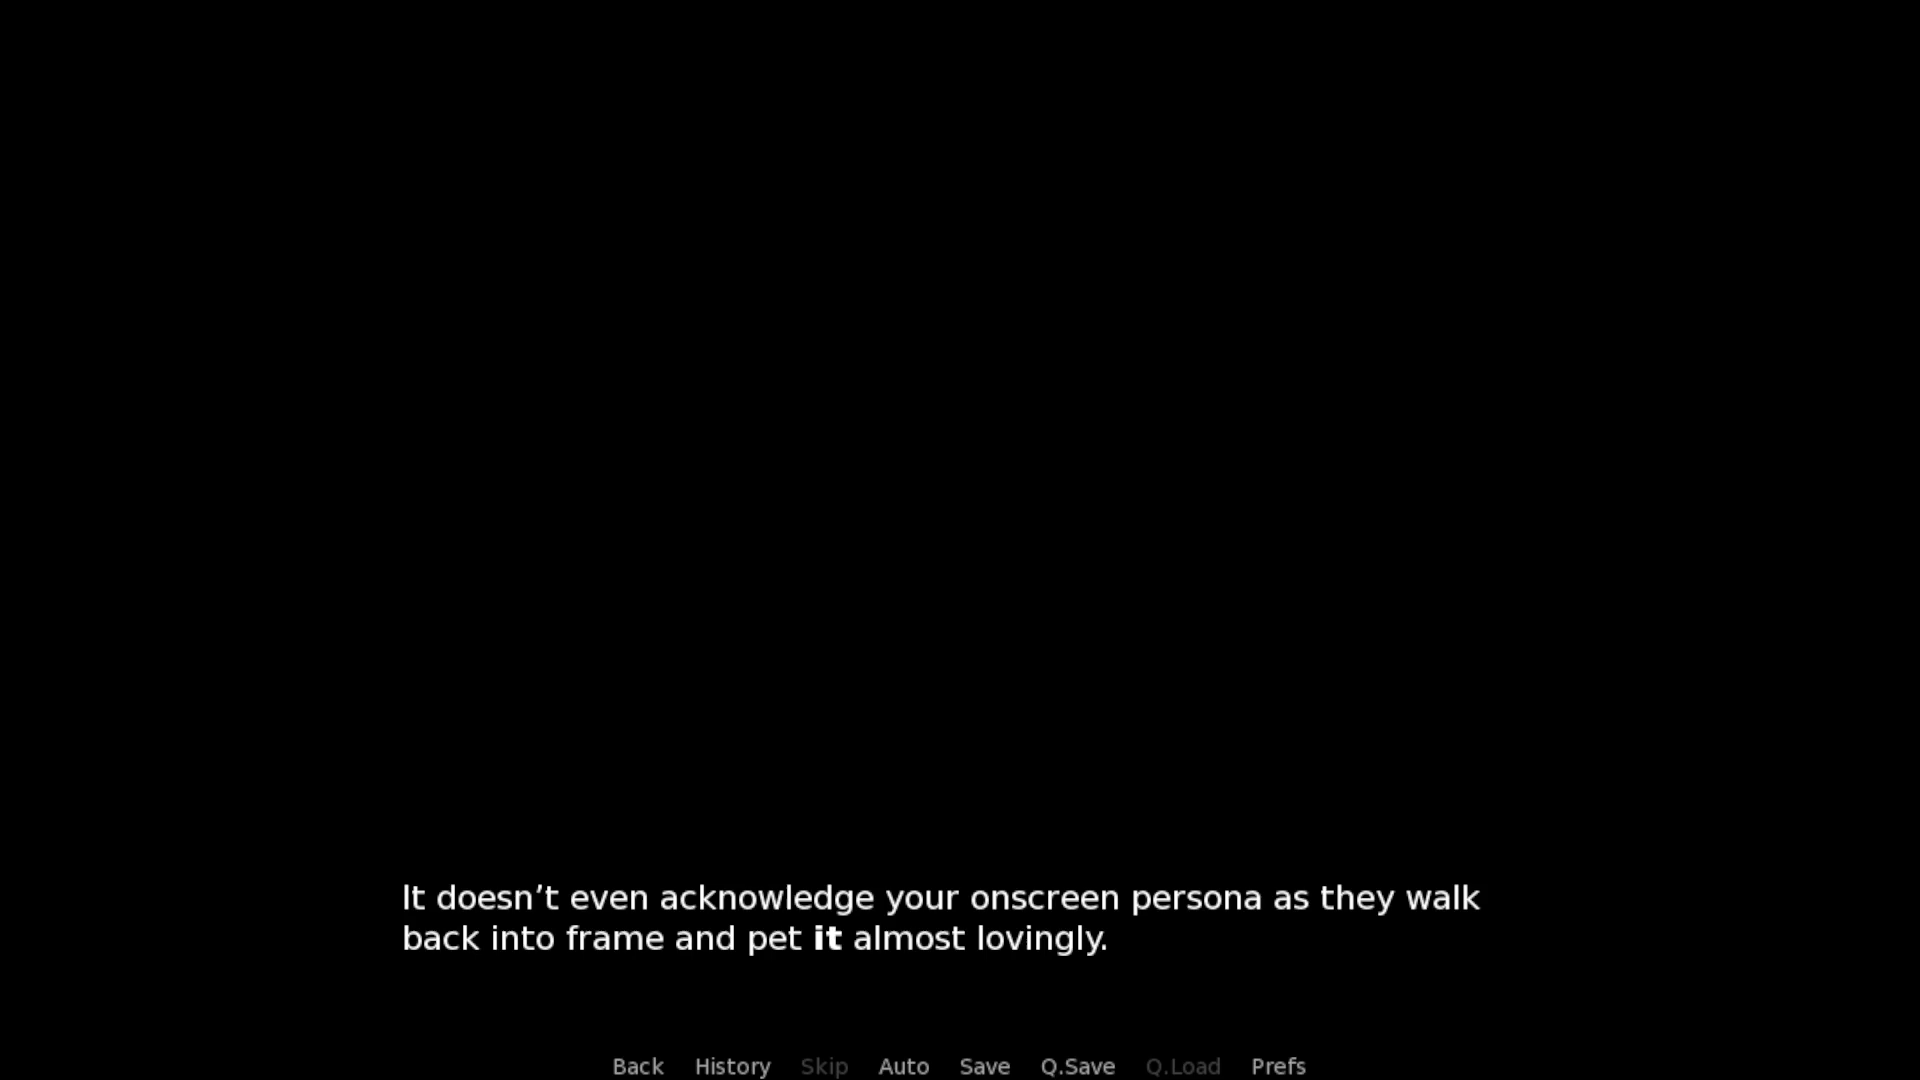 It doesn’t even acknowledge your onscreen persona as they walk
back into frame and pet it almost lovingly.
Back History Skip Auto Save Q.Save Q.Load Prefs